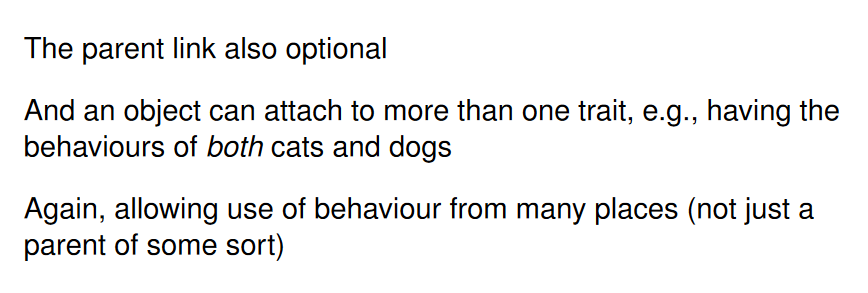 The parent link also optional
And an object can attach to more than one trait, e.g., having the
behaviours of both cats and dogs
Again, allowing use of behaviour from many places (not just a
parent of some sort)